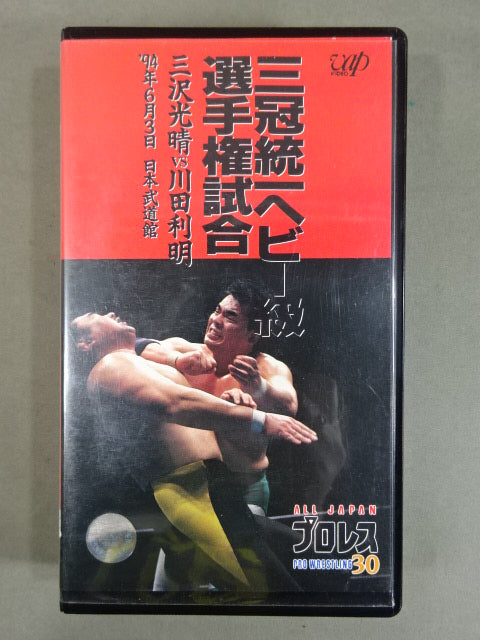 vap
VIDEO
三冠統一ヘビー級
選手権試合
三沢光晴VS川田利明
'94年6月3日 日本武道館
ALL JAPAN
プロレス
PRO WRESTLING 30